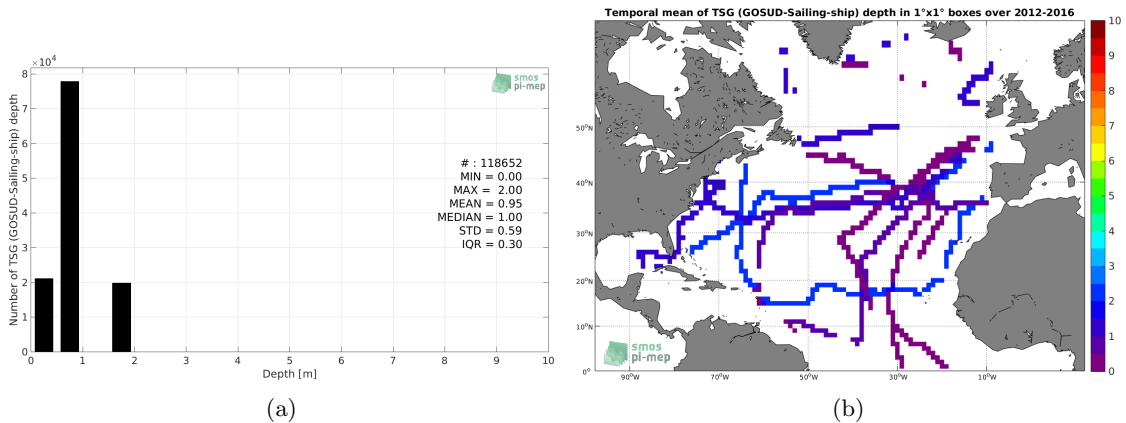 Temporal mean of TSG (GOSUD-Sailing-ship) depth in 1°x1° boxes over 2012-2016
×10⁴
8
7
6
5
4
3
2
1
0
Number of TSG (GOSUD-Sailing-ship) depth
smos
pi-mep
# : 118652
MIN = 0.00
MAX = 2.00
MEAN = 0.95
MEDIAN = 1.00
STD = 0.59
IQR = 0.30
0 1 2 3 4 5 6 7 8 9 10
Depth [m]
(a)
50°N
40°N
30°N
20°N
10°N
0°
smos
pi-mep
90°W 70°W 50°W 30°W 10°W
10
9
8
7
6
5
4
3
2
1
0
(b)